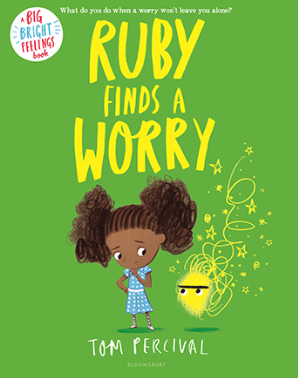 A
BIG
BRIGHT
FEELINGS
book
What do you do when a worry won't leave you alone?
RUBY
FINDS A
WORRY
TOM PERCIVAL
BLOOMSBURY